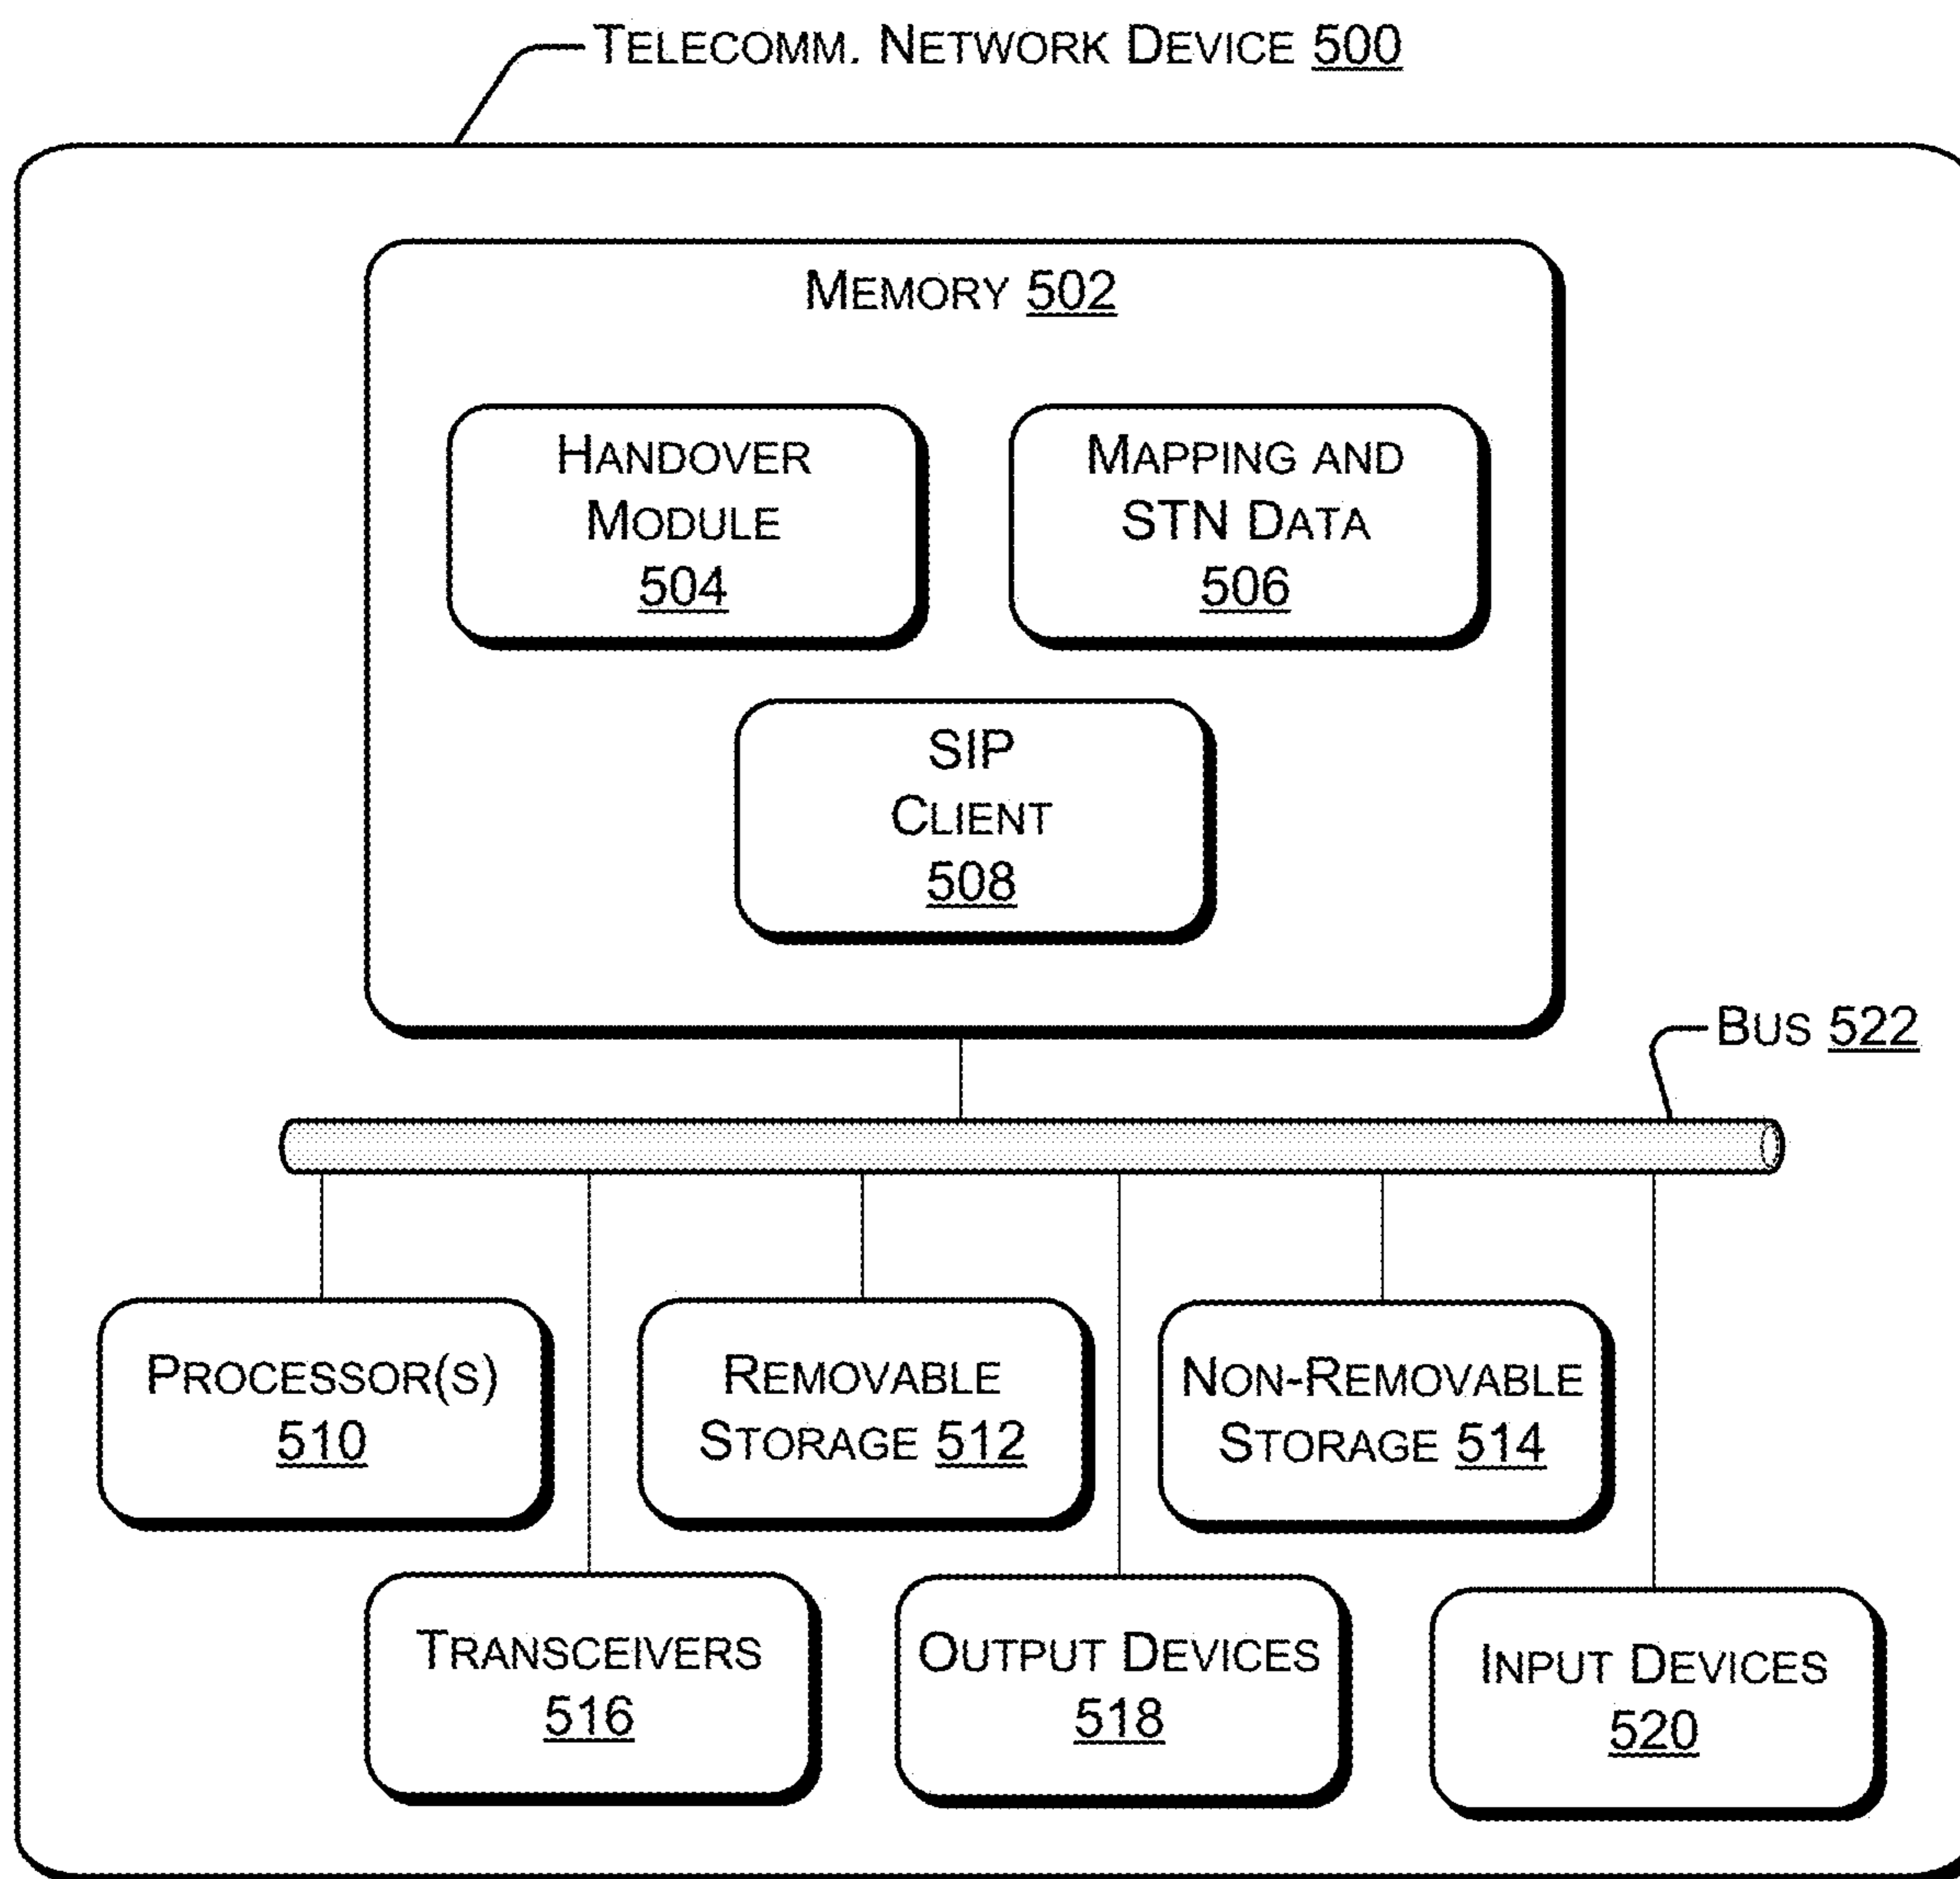 TELECOMM. NETWORK DEVICE 500
MEMORY 502
HANDOVER
MODULE
504
MAPPING AND
STN DATA
506
SIP
CLIENT
508
BUS 522
PROCESSOR(S)
510
REMOVABLE
STORAGE 512
NON-REMOVABLE
STORAGE 514
TRANSCEIVERS
516
OUTPUT DEVICES
518
INPUT DEVICES
520